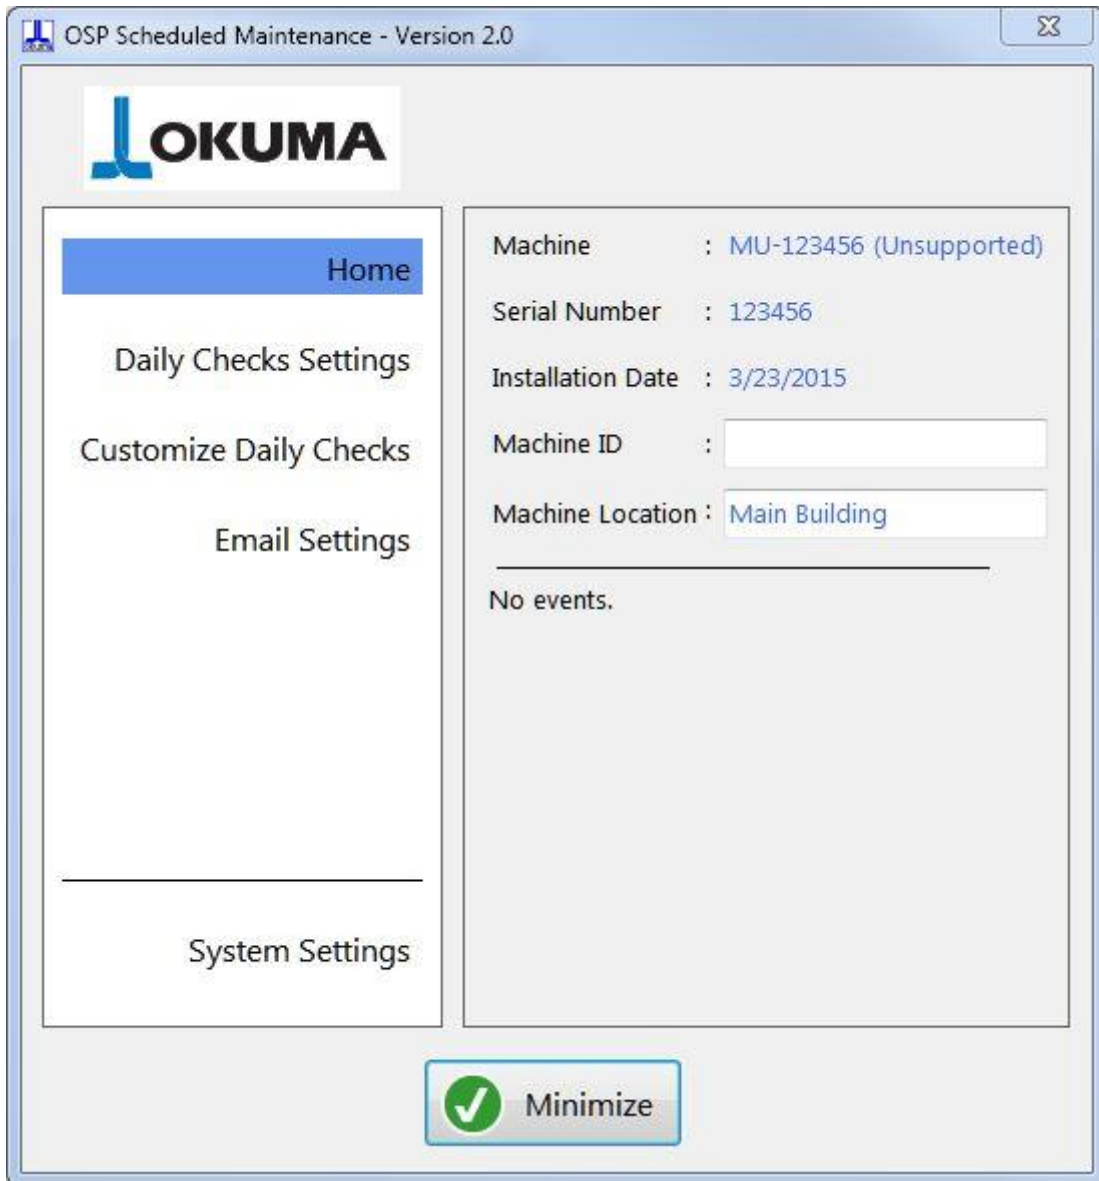 OSP Scheduled Maintenance - Version 2.0
OKUMA
Home
Daily Checks Settings
Customize Daily Checks
Email Settings
System Settings
Machine : MU-123456 (Unsupported)
Serial Number : 123456
Installation Date : 3/23/2015
Machine ID :
Machine Location : Main Building
No events.
Minimize